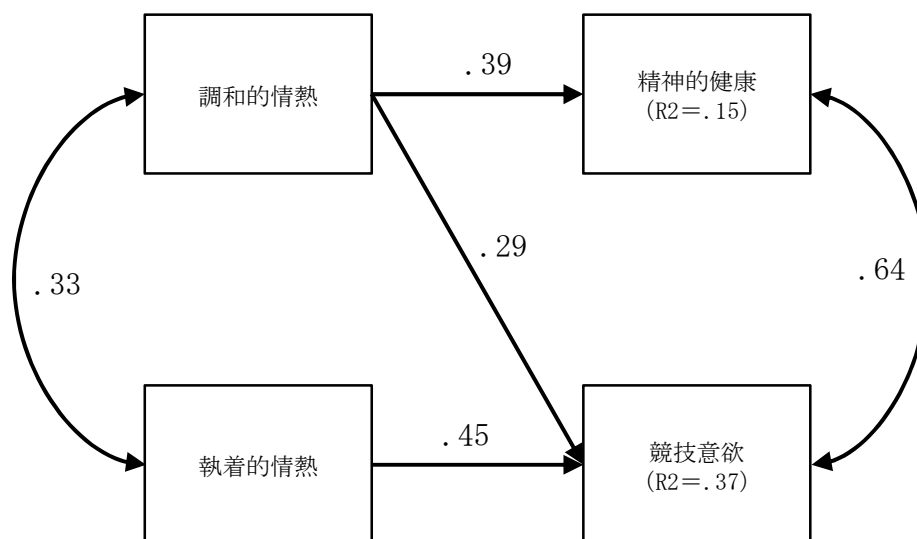 調和的情熱
.39
精神的健康
(R2＝.15)
.29
.33
.64
執着的情熱
.45
競技意欲
(R2＝.37)